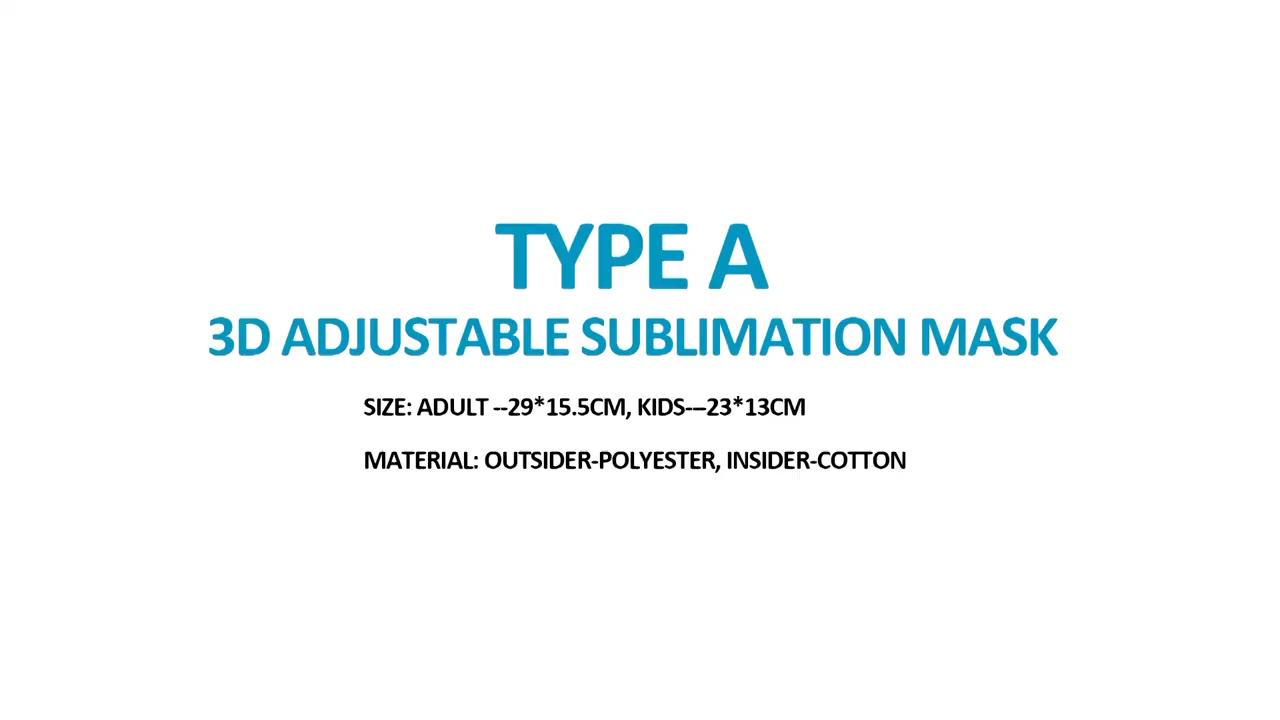 TYPE A
3D ADJUSTABLE SUBLIMATION MASK
SIZE: ADULT --29*15.5CM, KIDS---23*13CM
MATERIAL: OUTSIDER-POLYESTER, INSIDER-COTTON